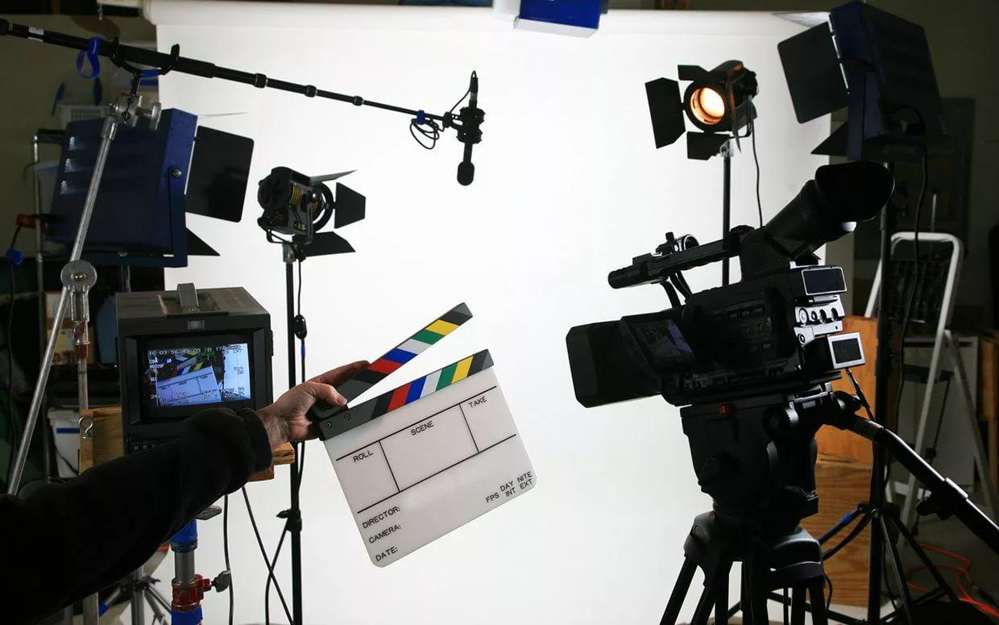 ROLL
SCENE
TAKE
DIRECTOR:
CAMERA:
DATE:
DAY NITE
FPS INT EXT